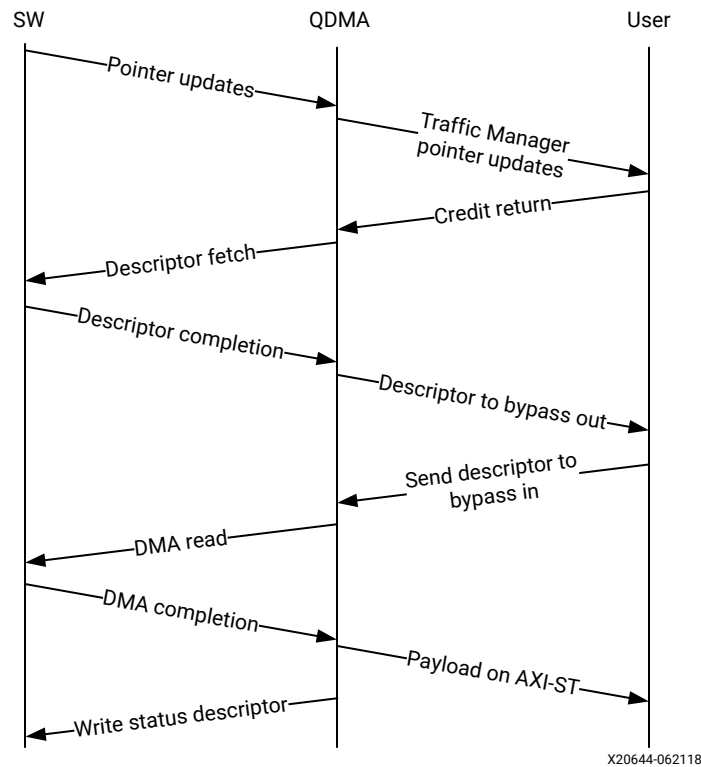 SW QDMA User
Pointer updates
Traffic Manager
pointer updates
Credit return
Descriptor fetch
Descriptor completion
Descriptor to bypass out
Send descriptor to
bypass in
DMA read
DMA completion
Payload on AXI-ST
Write status descriptor
X20644-062118